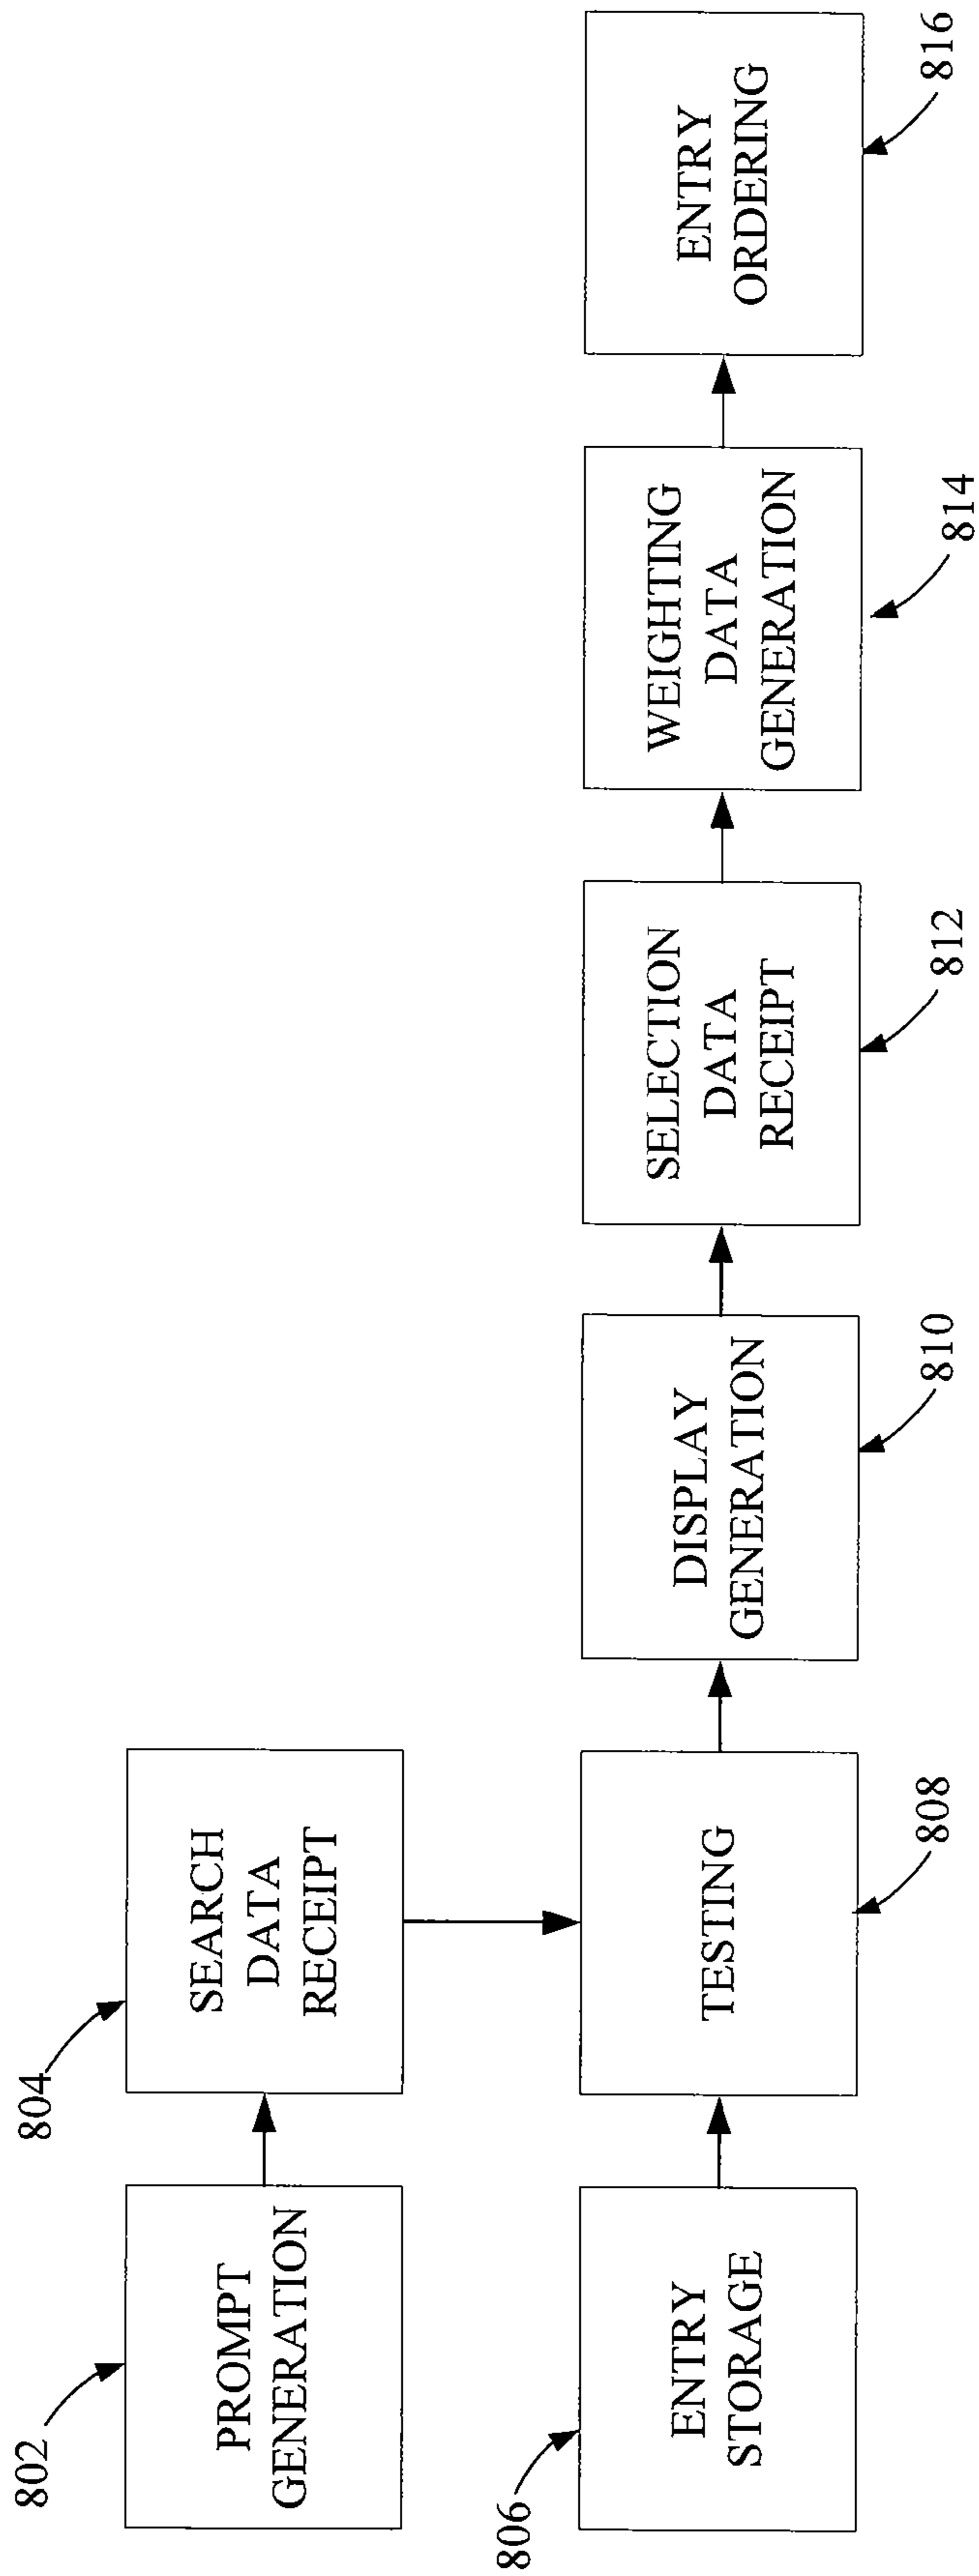 802
PROMPT
GENERATION
804
SEARCH
DATA
RECEIPT
806
ENTRY
STORAGE
TESTING
808
DISPLAY
GENERATION
810
SELECTION
DATA
RECEIPT
812
WEIGHTING
DATA
GENERATION
814
ENTRY
ORDERING
816